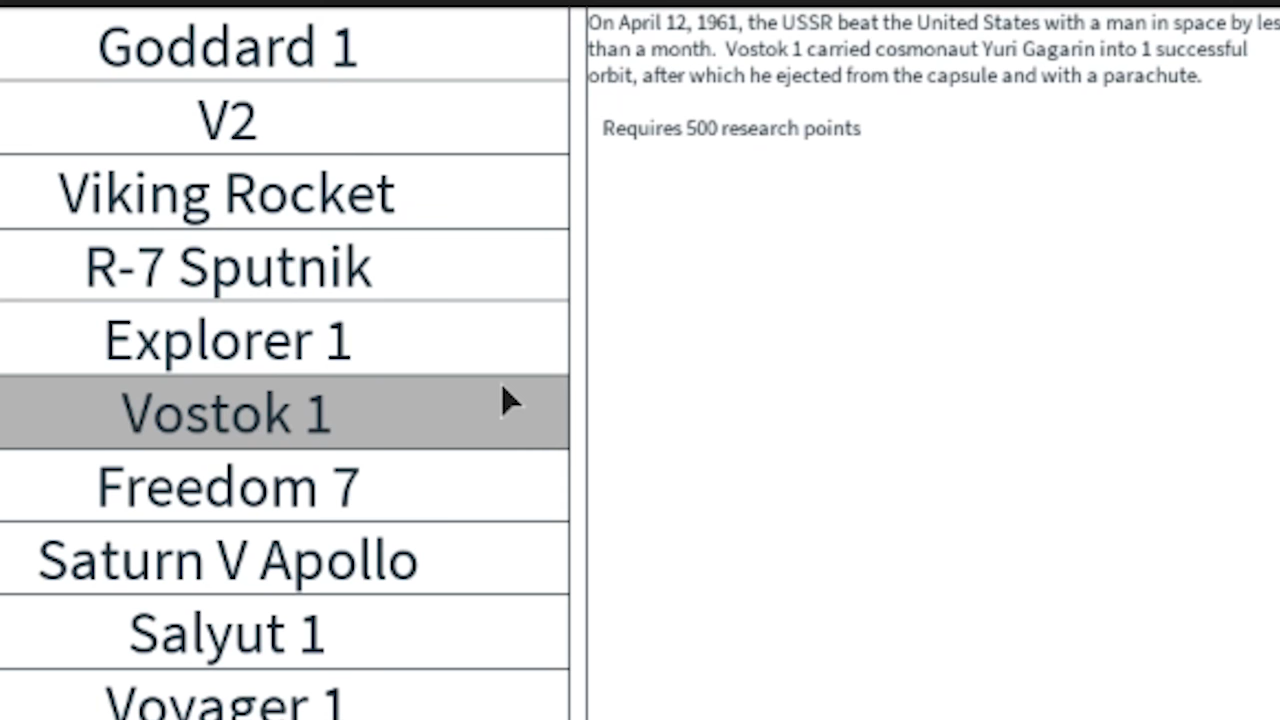 Goddard 1
V2
Viking Rocket
R-7 Sputnik
Explorer 1
Vostok 1
Freedom 7
Saturn V Apollo
Salyut 1
Voyager 1
On April 12, 1961, the USSR beat the United States with a man in space by les
than a month. Vostok 1 carried cosmonaut Yuri Gagarin into 1 successful
orbit, after which he ejected from the capsule and with a parachute.
Requires 500 research points